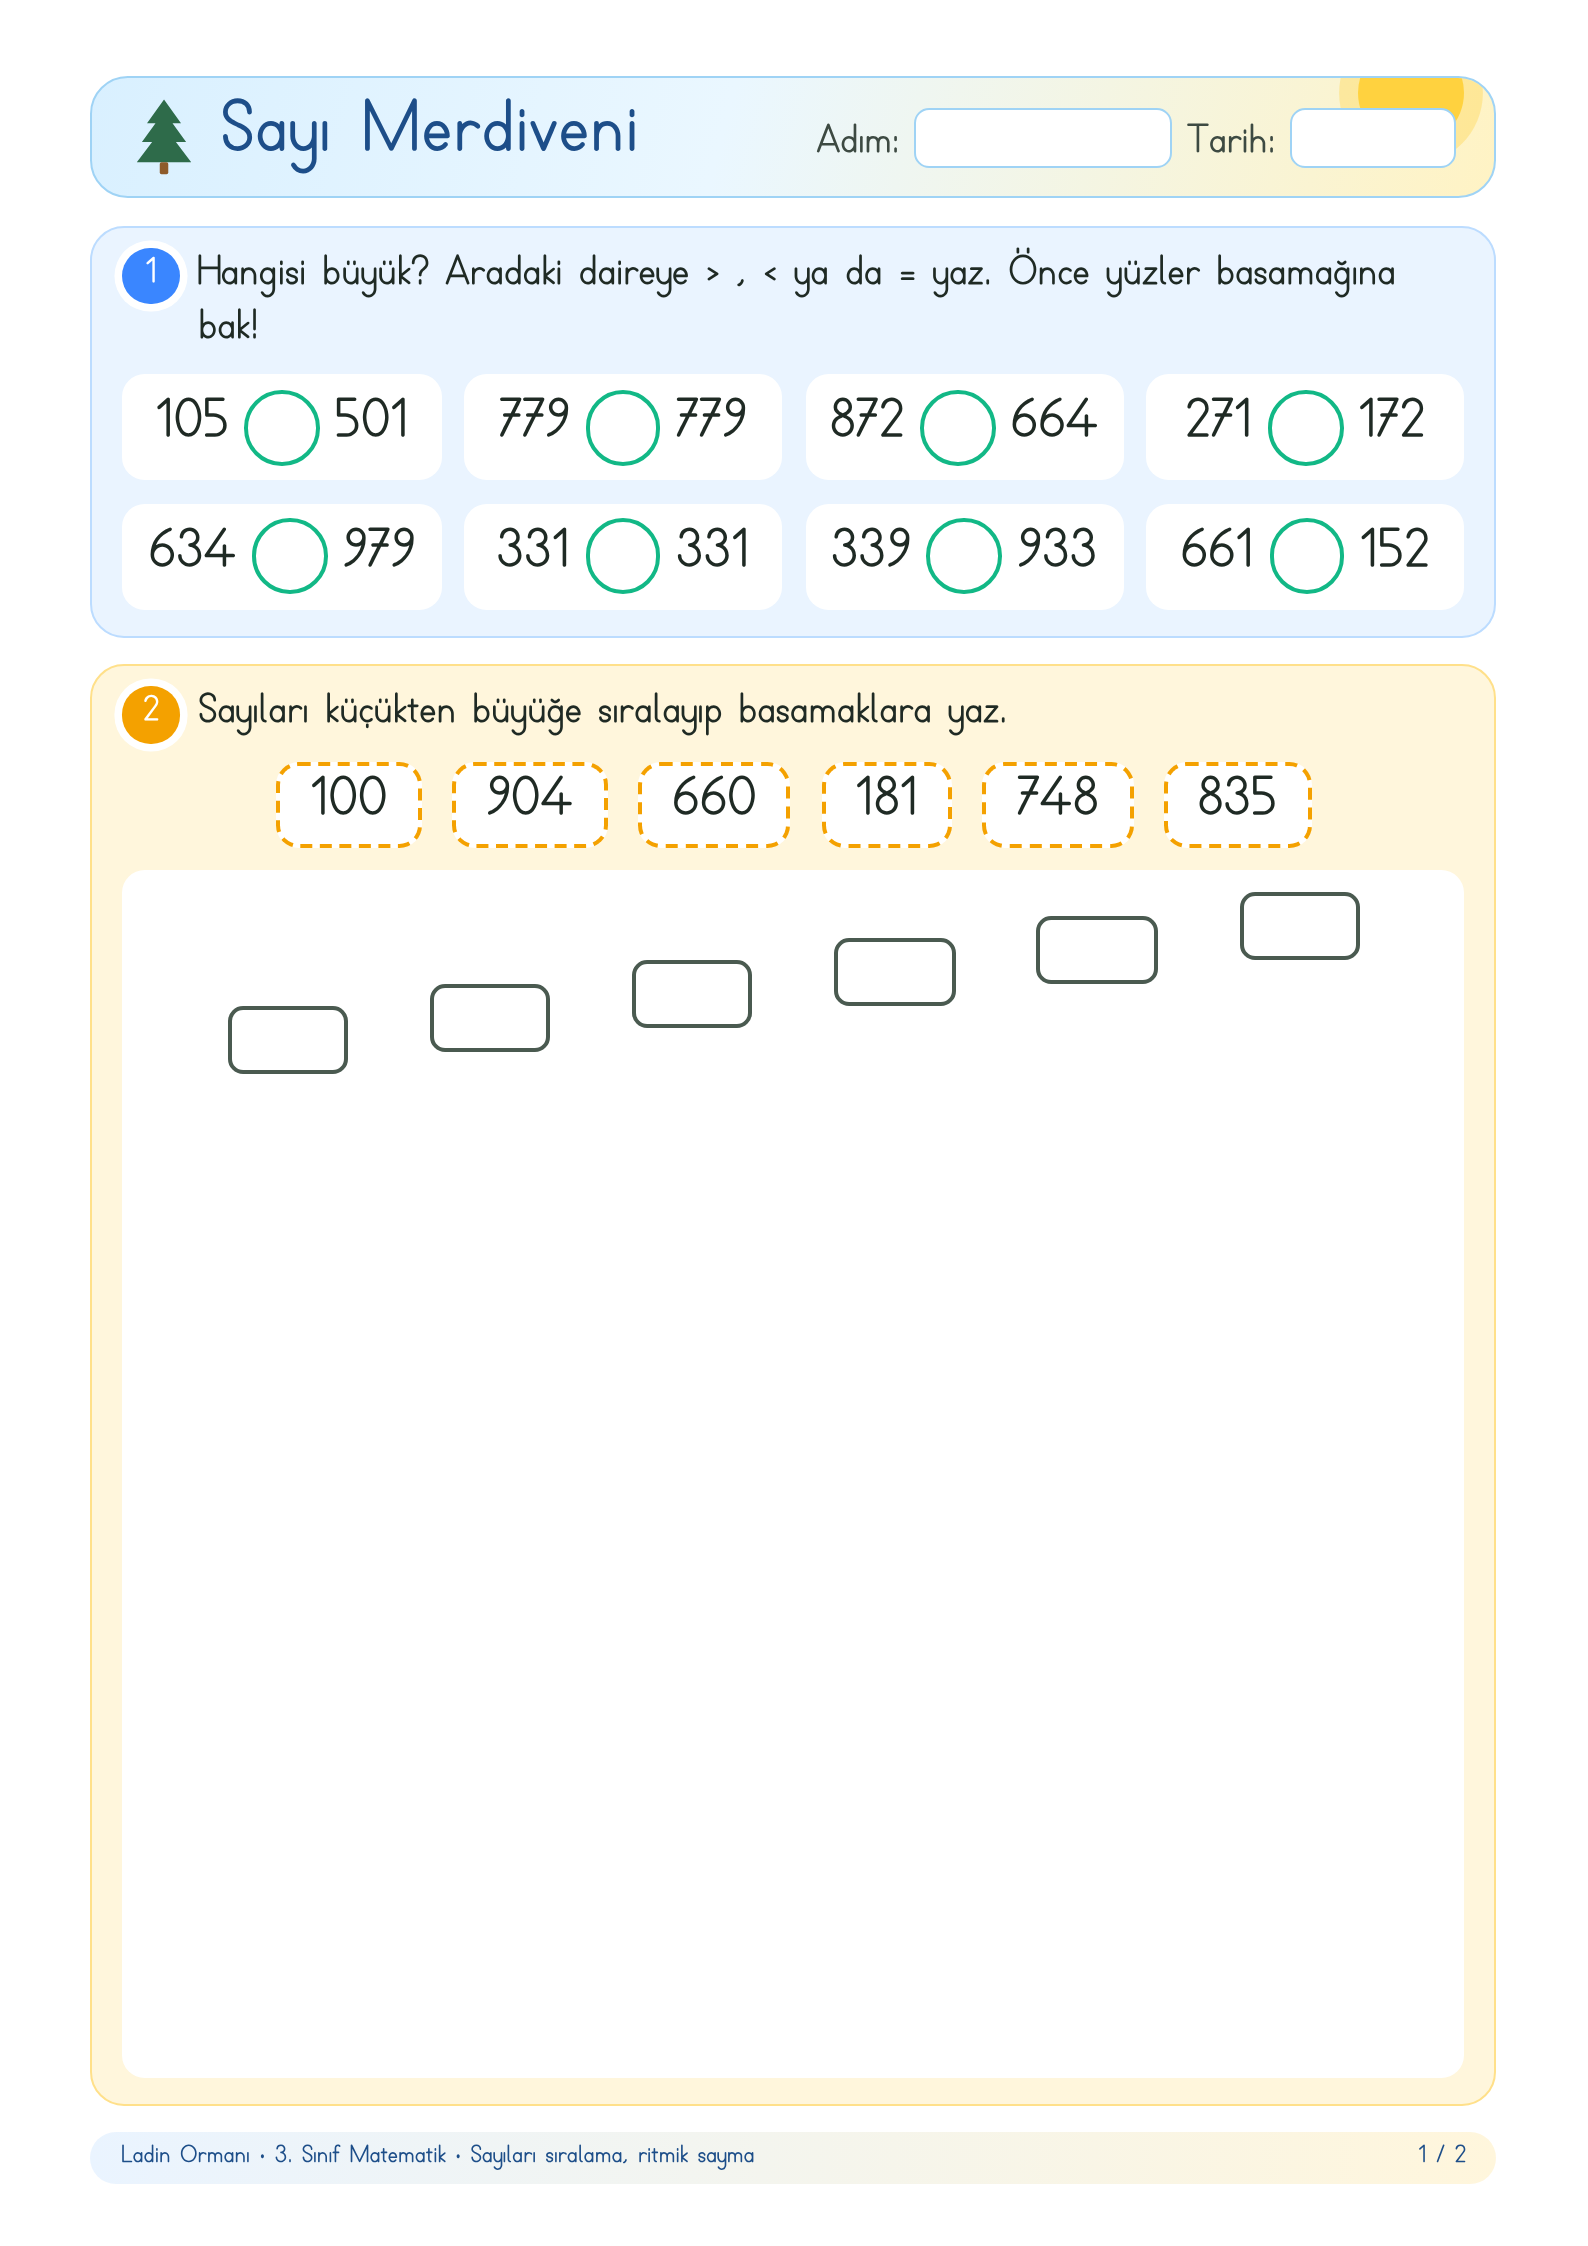 Sayı Merdiveni
Adım:
Tarih:
1 Hangisi büyük? Aradaki daireye > , < ya da = yaz. Önce yüzler basamağına
bak!
105 501 779 779 872 664 271 172
634 979 331 331 339 933 661 152
2 Sayıları küçükten büyüğe sıralayıp basamaklara yaz.
100 904 660 181 748 835
Ladin Ormanı • 3. Sınıf Matematik • Sayıları sıralama, ritmik sayma
1 / 2